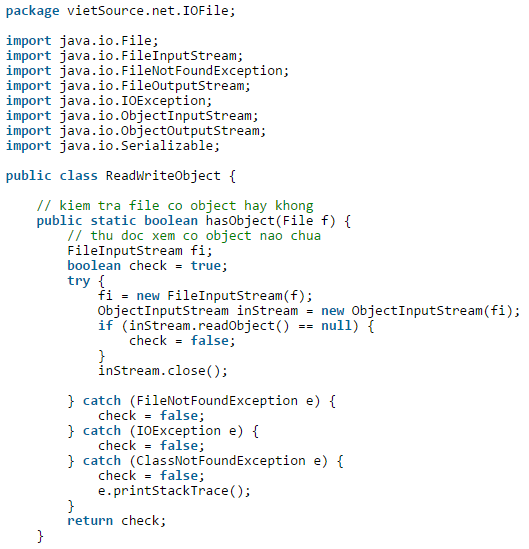 package vietSource.net.IOFile;

import java.io.File;
import java.io.FileInputStream;
import java.io.FileNotFoundException;
import java.io.FileOutputStream;
import java.io.IOException;
import java.io.ObjectInputStream;
import java.io.ObjectOutputStream;
import java.io.Serializable;

public class ReadWriteObject {

    // kiem tra file co object hay khong
    public static boolean hasObject(File f) {
        // thu doc xem co object nao chua
        FileInputStream fi;
        boolean check = true;
        try {
            fi = new FileInputStream(f);
            ObjectInputStream inStream = new ObjectInputStream(fi);
            if (inStream.readObject() == null) {
                check = false;
            }
            inStream.close();

        } catch (FileNotFoundException e) {
            check = false;
        } catch (IOException e) {
            check = false;
        } catch (ClassNotFoundException e) {
            check = false;
            e.printStackTrace();
        }
        return check;
    }